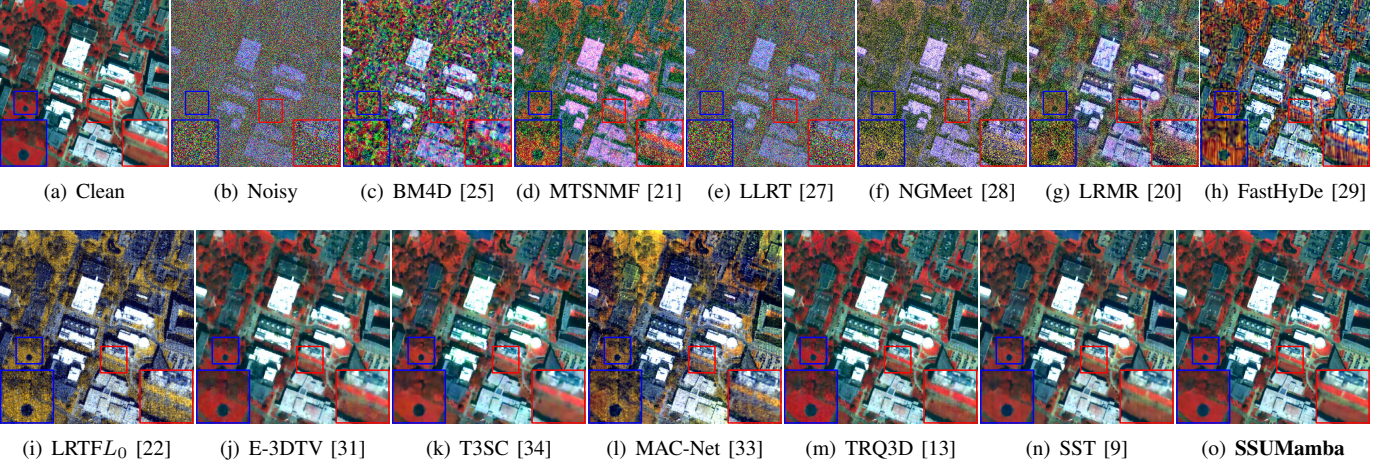 (a) Clean (b) Noisy (c) BM4D [25] (d) MTSNMF [21] (e) LLRT [27] (f) NGMeet [28] (g) LRMR [20] (h) FastHyDe [29]
(i) LRTFL₀ [22] (j) E-3DTV [31] (k) T3SC [34] (l) MAC-Net [33] (m) TRQ3D [13] (n) SST [9] (o) SSUMamba